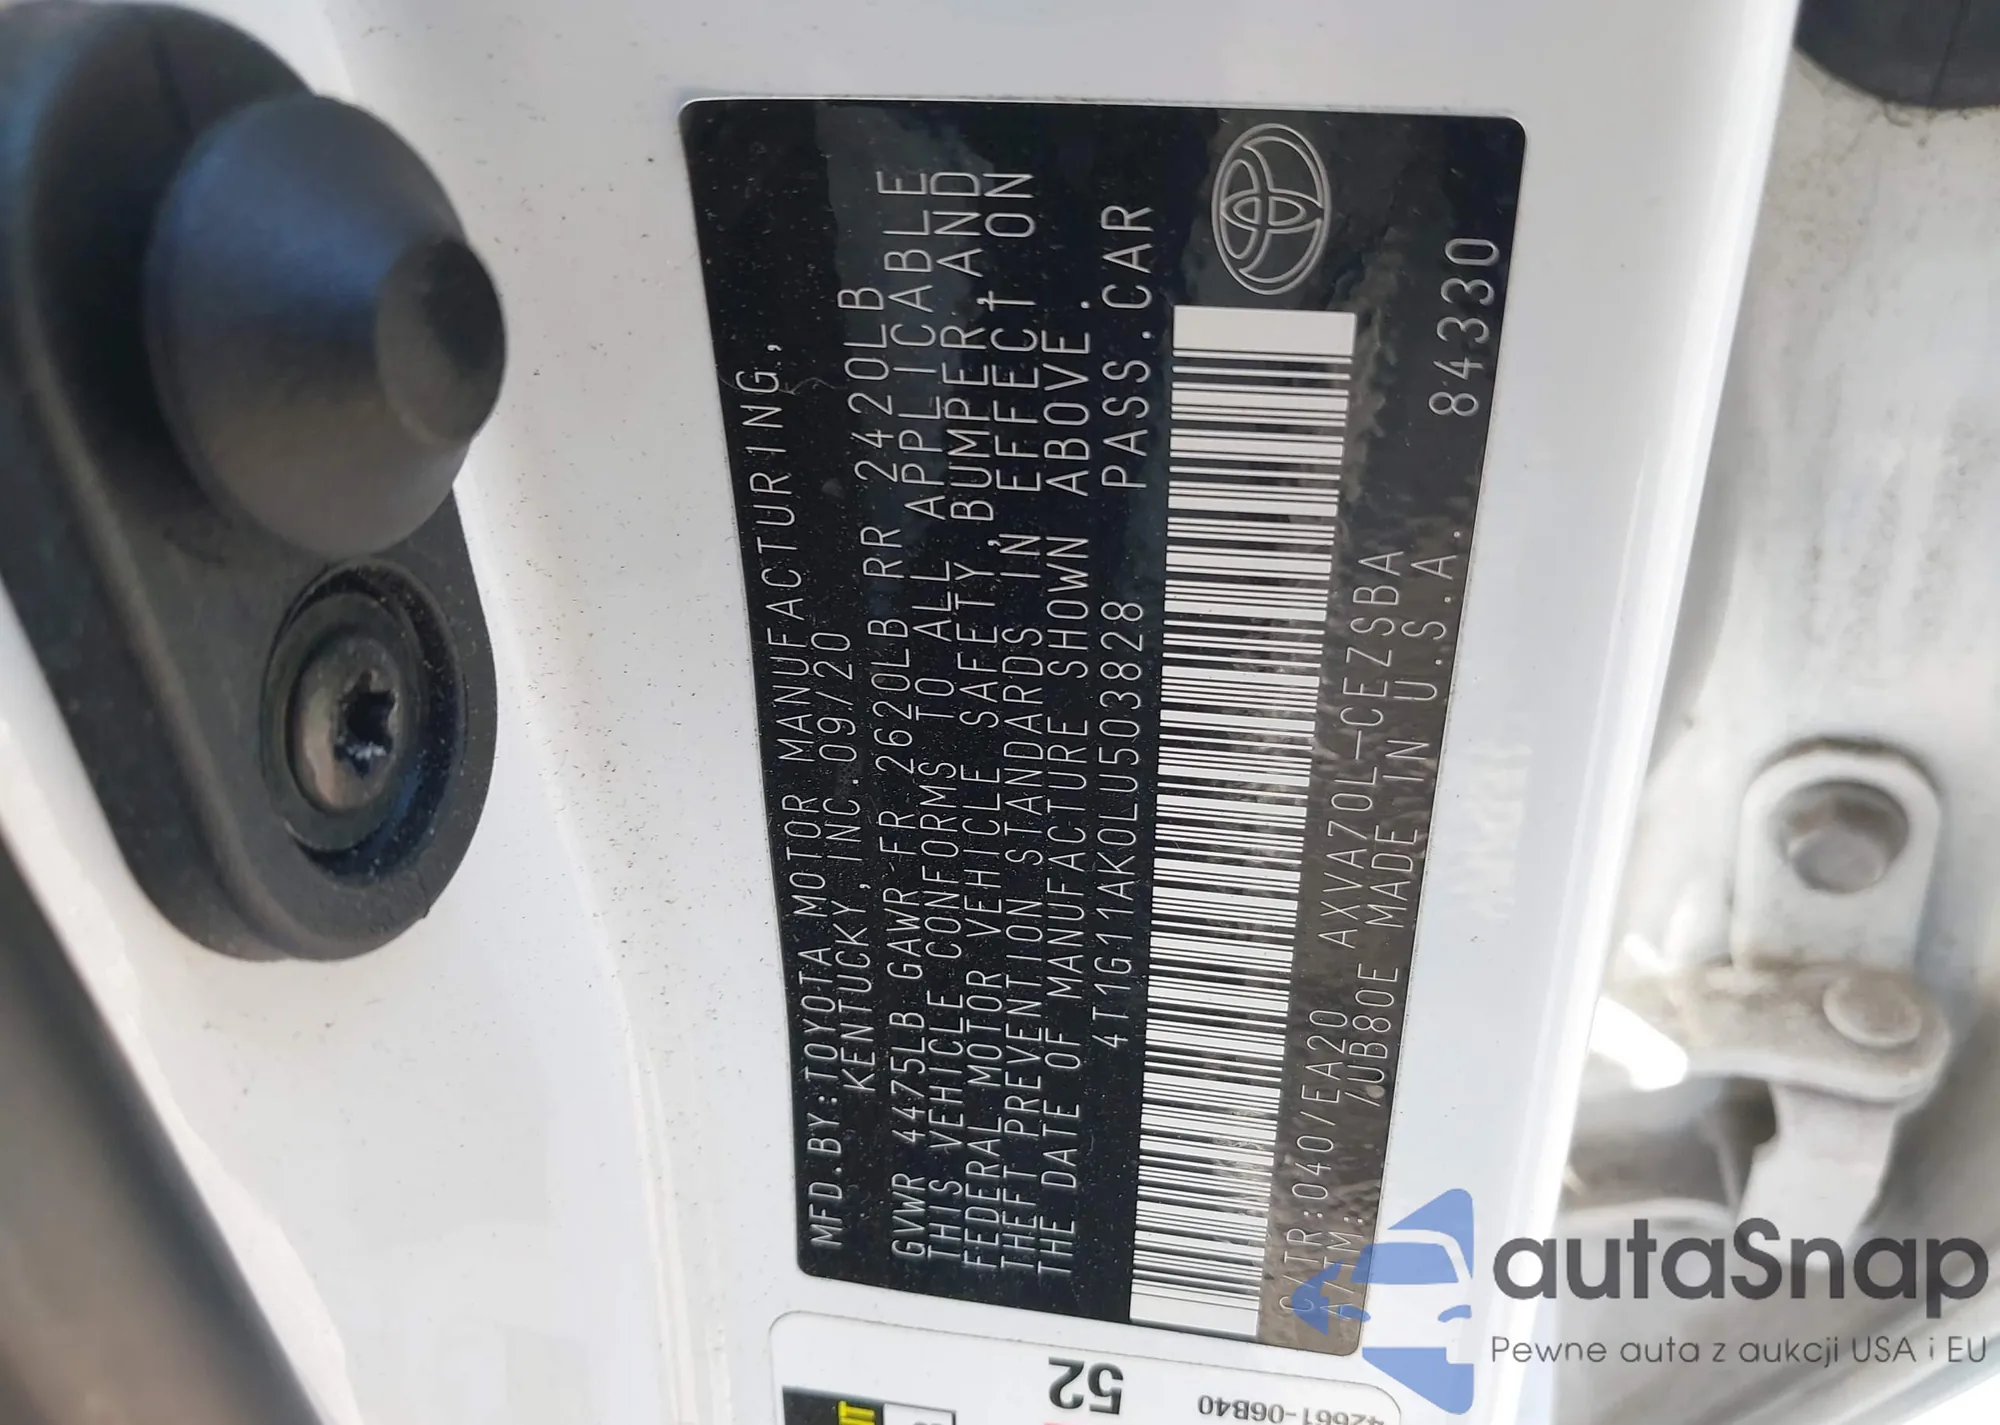 MFD.BY:TOYOTA MOTOR MANUFACTURING,
KENTUCKY, INC.09/20
GVWR 4475LB GAWR FR 2620LB RR 2420LB
THIS VEHICLE CONFORMS TO ALL APPLICABLE
FEDERAL MOTOR VEHICLE SAFETY, BUMPER, AND
THEFT PREVENTION STANDARDS IN EFFECT ON
THE DATE OF MANUFACTURE SHOWN ABOVE.
4T1G11AK0LU503828 PASS.CAR
C/TR:040/EA20 AXVA70L-CEZSBA
A/TM: /UB80E MADE IN U.S.A.
84330
52
42661-06B40
autaSnap
Pewne auta z aukcji USA i EU